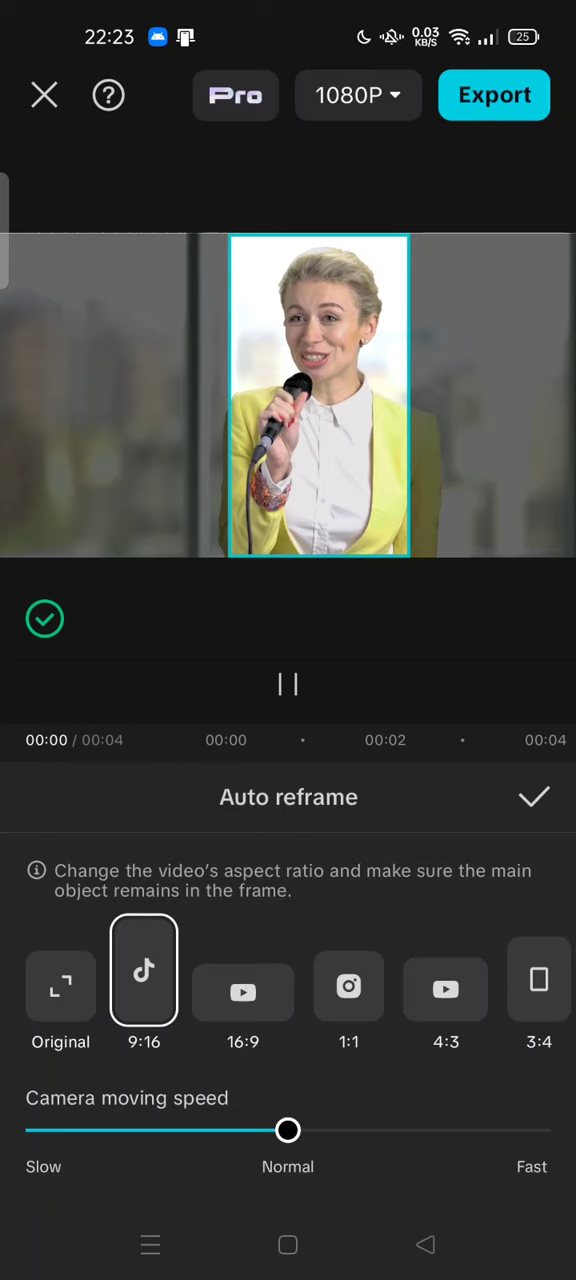 22:23
0.03
KB/S
25
Pro
1080P
Export
00:00 / 00:04
00:00
00:02
00:04
Auto reframe
Change the video's aspect ratio and make sure the main
object remains in the frame.
Original
9:16
16:9
1:1
4:3
3:4
Camera moving speed
Slow
Normal
Fast